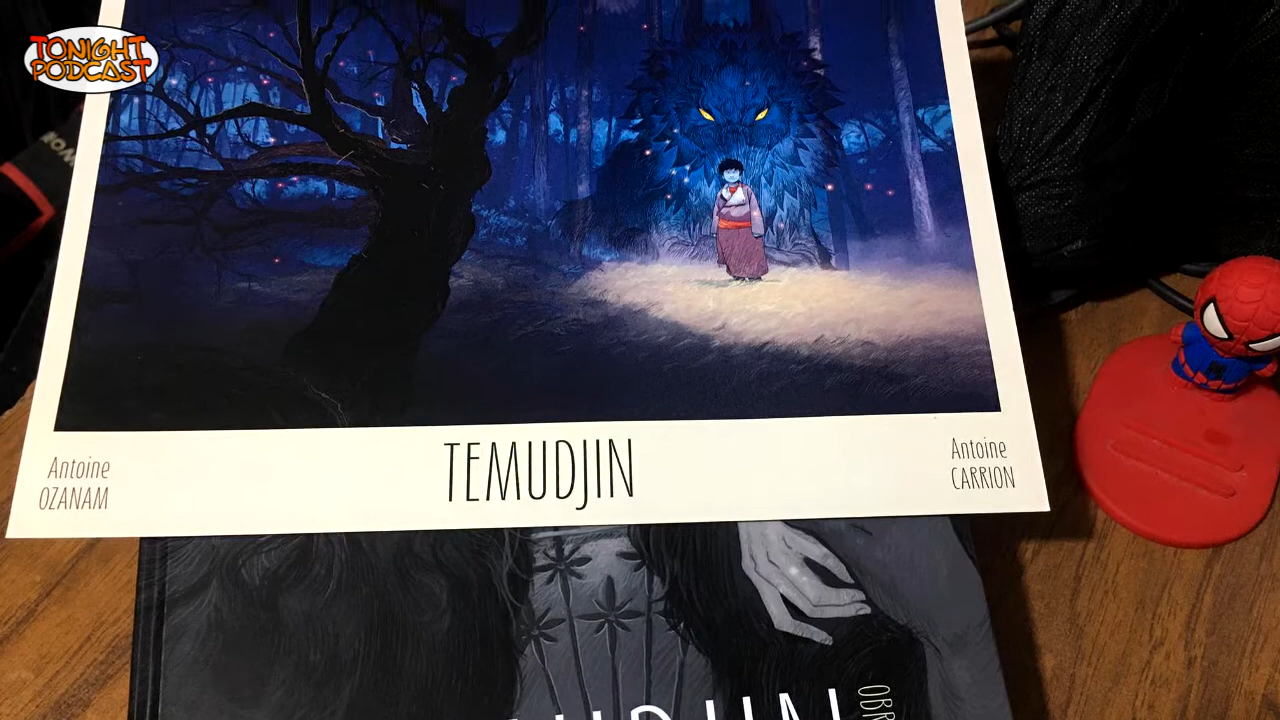 TONIGHT
PODCAST
Antoine
OZANAM
TEMUDJIN
Antoine
CARRION